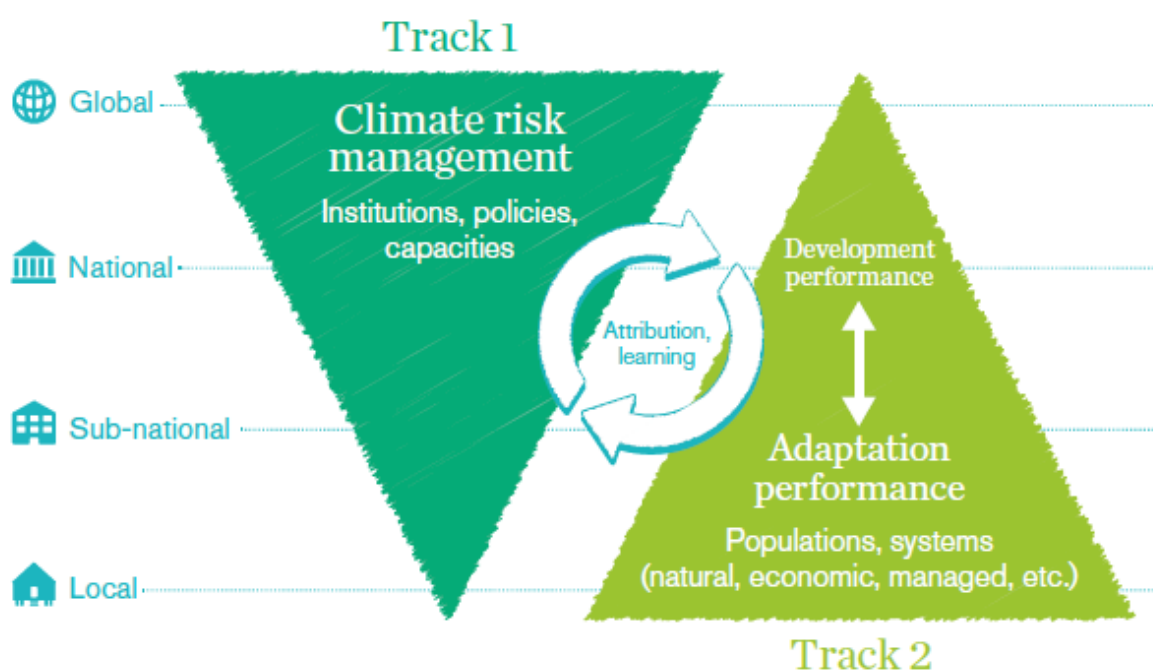 Track 1
Global
Climate risk
management
Institutions, policies,
capacities
National
Development
performance
Attribution,
learning
Sub-national
Adaptation
performance
Populations, systems
(natural, economic, managed, etc.)
Local
Track 2